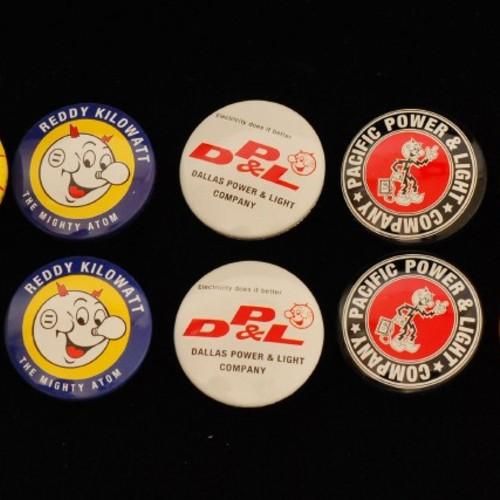 REDDY KILOWATT
THE MIGHTY ATOM
Electricity does it better
DP&L
DALLAS POWER & LIGHT
COMPANY
★ PACIFIC POWER & LIGHT ★
COMPANY
REDDY KILOWATT
THE MIGHTY ATOM
Electricity does it better
DP&L
DALLAS POWER & LIGHT
COMPANY
★ PACIFIC POWER & LIGHT ★
COMPANY